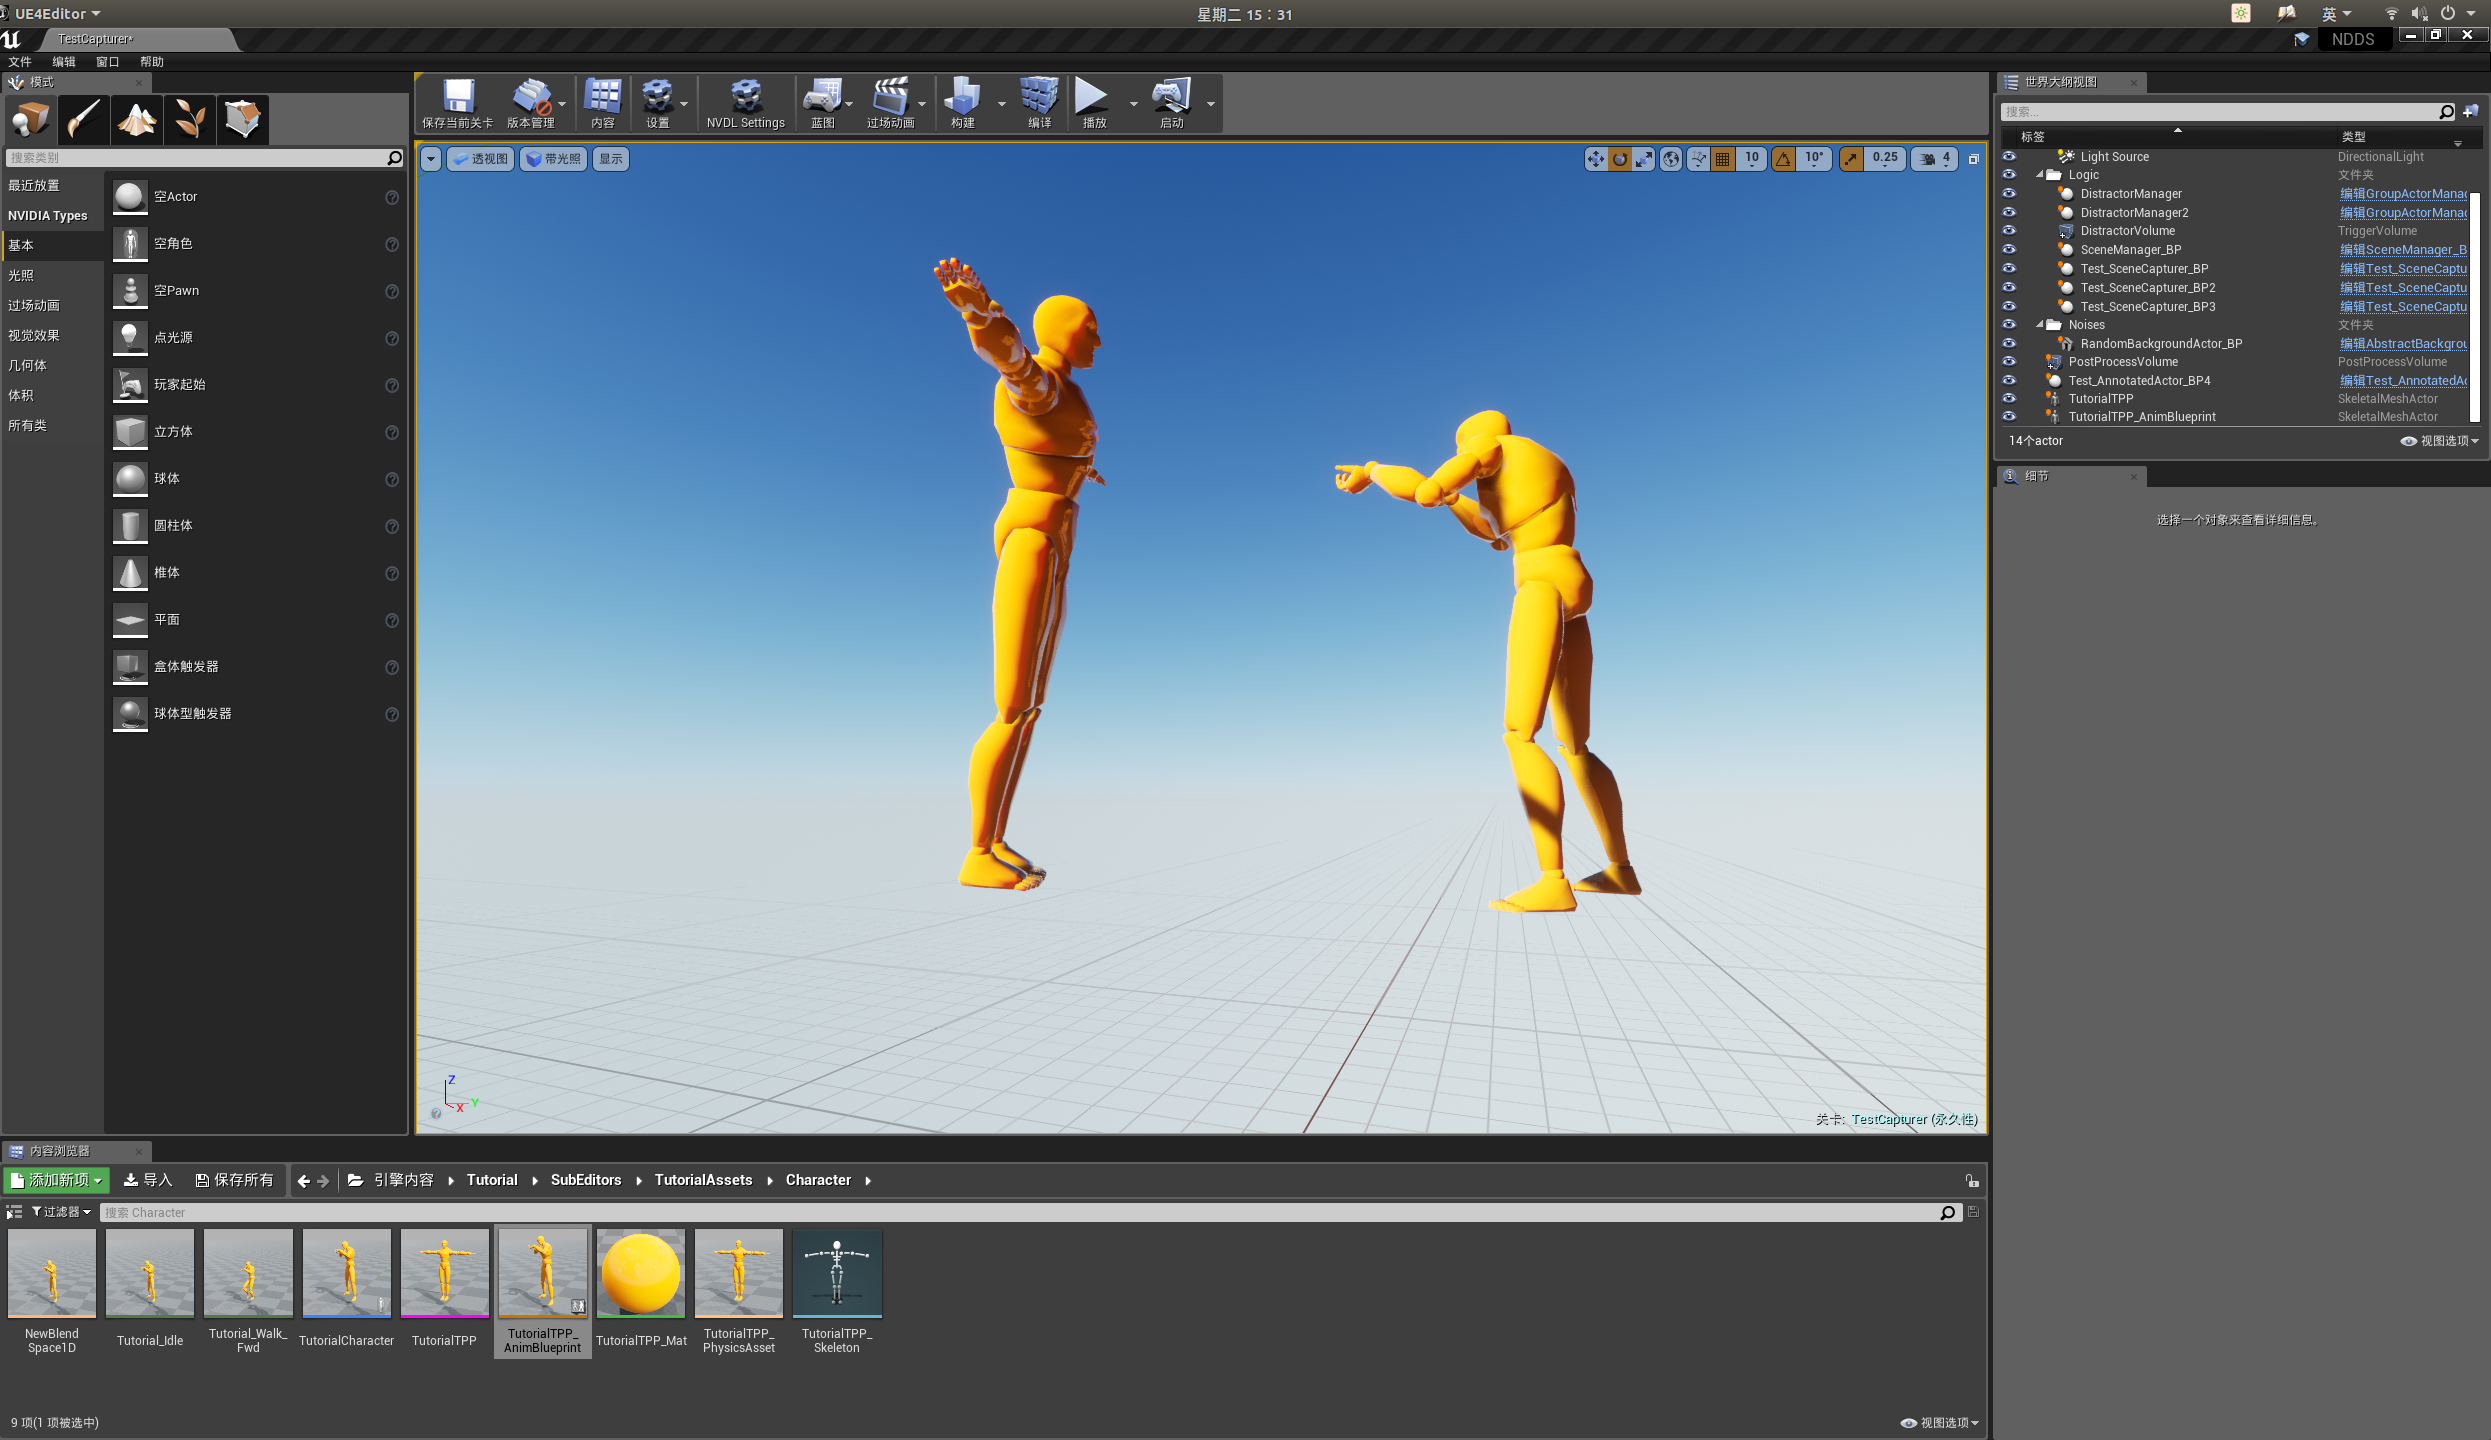 UE4Editor
星期二 15：31
英
TestCapturer*
NDDS
文件 编辑 窗口 帮助
模式
搜索类别
最近放置
NVIDIA Types
基本
光照
过场动画
视觉效果
几何体
体积
所有类
空Actor
空角色
空Pawn
点光源
玩家起始
立方体
球体
圆柱体
椎体
平面
盒体触发器
球体型触发器
保存当前关卡
版本管理
内容
设置
NVDL Settings
蓝图
过场动画
构建
编译
播放
启动
透视图
带光照
显示
10
10°
0.25
4
Z
X
Y
关卡: TestCapturer (永久性)
世界大纲视图
搜索...
标签 类型
Light Source DirectionalLight
Logic 文件夹
DistractorManager 编辑GroupActorMana
DistractorManager2 编辑GroupActorMana
DistractorVolume TriggerVolume
SceneManager_BP 编辑SceneManager_B
Test_SceneCapturer_BP 编辑Test_SceneCaptu
Test_SceneCapturer_BP2 编辑Test_SceneCaptu
Test_SceneCapturer_BP3 编辑Test_SceneCaptu
Noises 文件夹
RandomBackgroundActor_BP 编辑AbstractBackgrou
PostProcessVolume PostProcessVolume
Test_AnnotatedActor_BP4 编辑Test_AnnotatedAc
TutorialTPP SkeletalMeshActor
TutorialTPP_AnimBlueprint SkeletalMeshActor
14个actor
视图选项
细节
选择一个对象来查看详细信息。
内容浏览器
添加新项 导入 保存所有 引擎内容 Tutorial SubEditors TutorialAssets Character
过滤器 搜索 Character
NewBlend
Space1D
Tutorial_Idle
Tutorial_Walk_
Fwd
TutorialCharacter
TutorialTPP
TutorialTPP_
AnimBlueprint
TutorialTPP_Mat
TutorialTPP_
PhysicsAsset
TutorialTPP_
Skeleton
9 项(1 项被选中)
视图选项